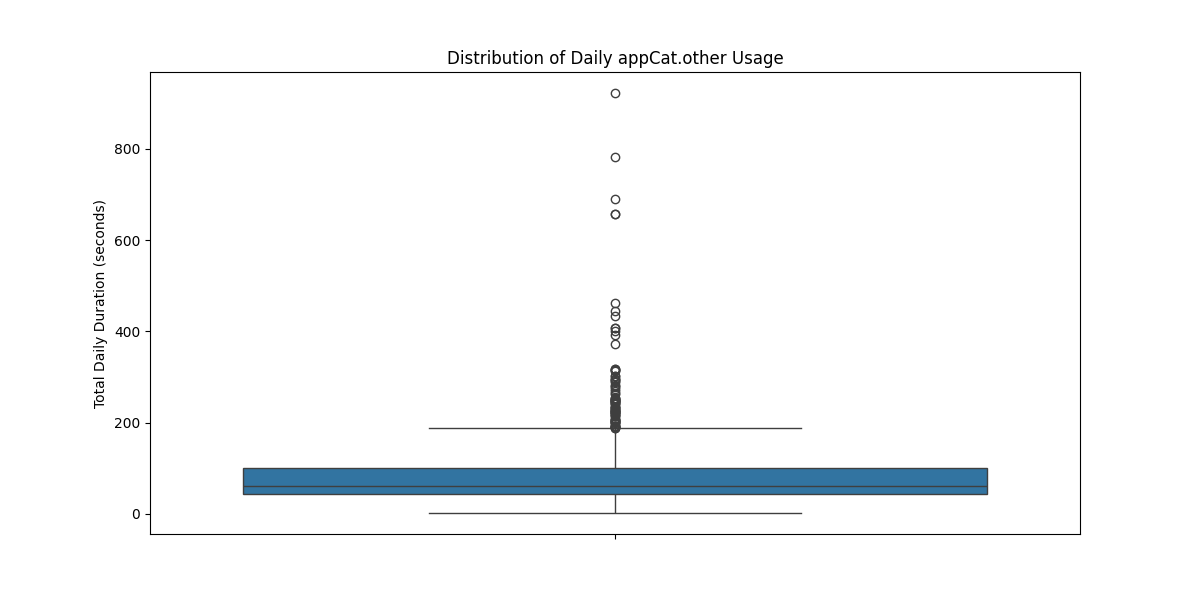 Distribution of Daily appCat.other Usage
Total Daily Duration (seconds)
800
600
400
200
0